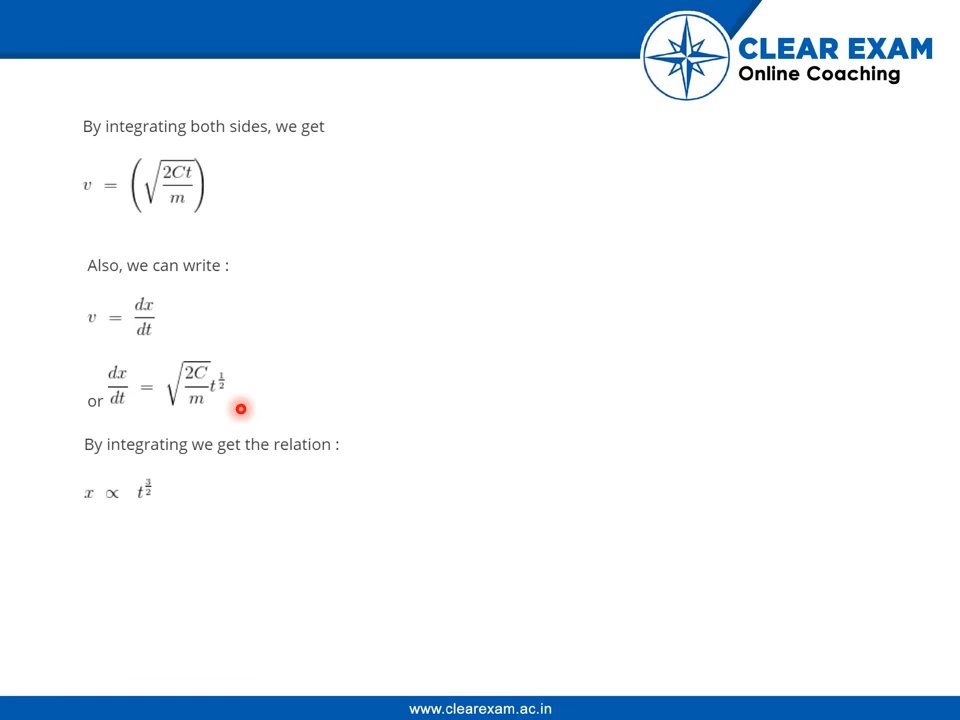 CLEAR EXAM
Online Coaching
By integrating both sides, we get
v = (√(2Ct/m))
Also, we can write :
v = dx/dt
or dx/dt = √(2C/m) t^(1/2)
By integrating we get the relation :
x ∝ t^(3/2)
www.clearexam.ac.in